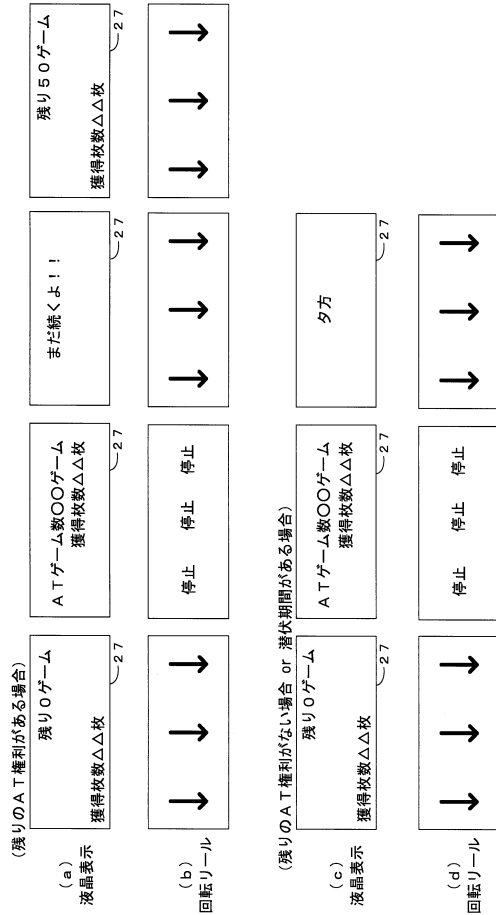 (残りのAT権利がある場合)
(a)
液晶表示
残り0ゲーム
獲得枚数△△枚
27
ATゲーム数〇〇ゲーム
獲得枚数△△枚
27
まだ続くよ!!
27
残り50ゲーム
獲得枚数△△枚
27
(b)
回転リール
停止 停止 停止
(残りのAT権利がない場合 or 潜伏期間がある場合)
(c)
液晶表示
残り0ゲーム
獲得枚数△△枚
27
ATゲーム数〇〇ゲーム
獲得枚数△△枚
27
夕方
27
(d)
回転リール
停止 停止 停止